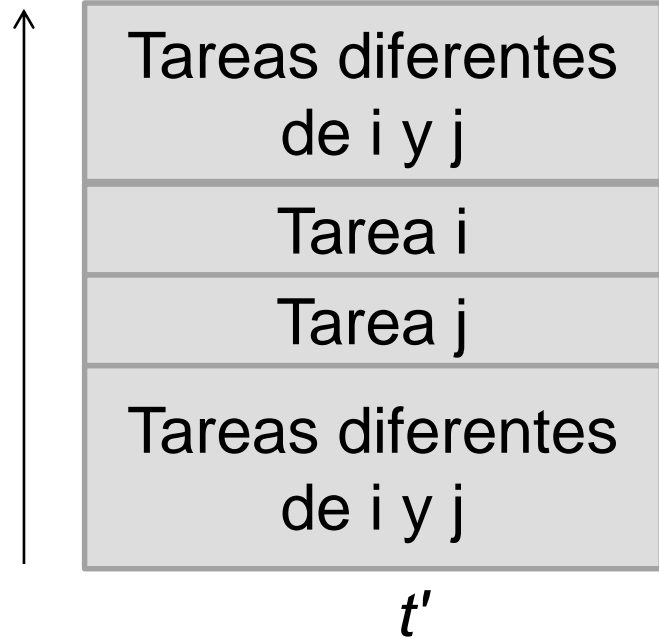 Tareas diferentes
de i y j
Tarea i
Tarea j
Tareas diferentes
de i y j
t'